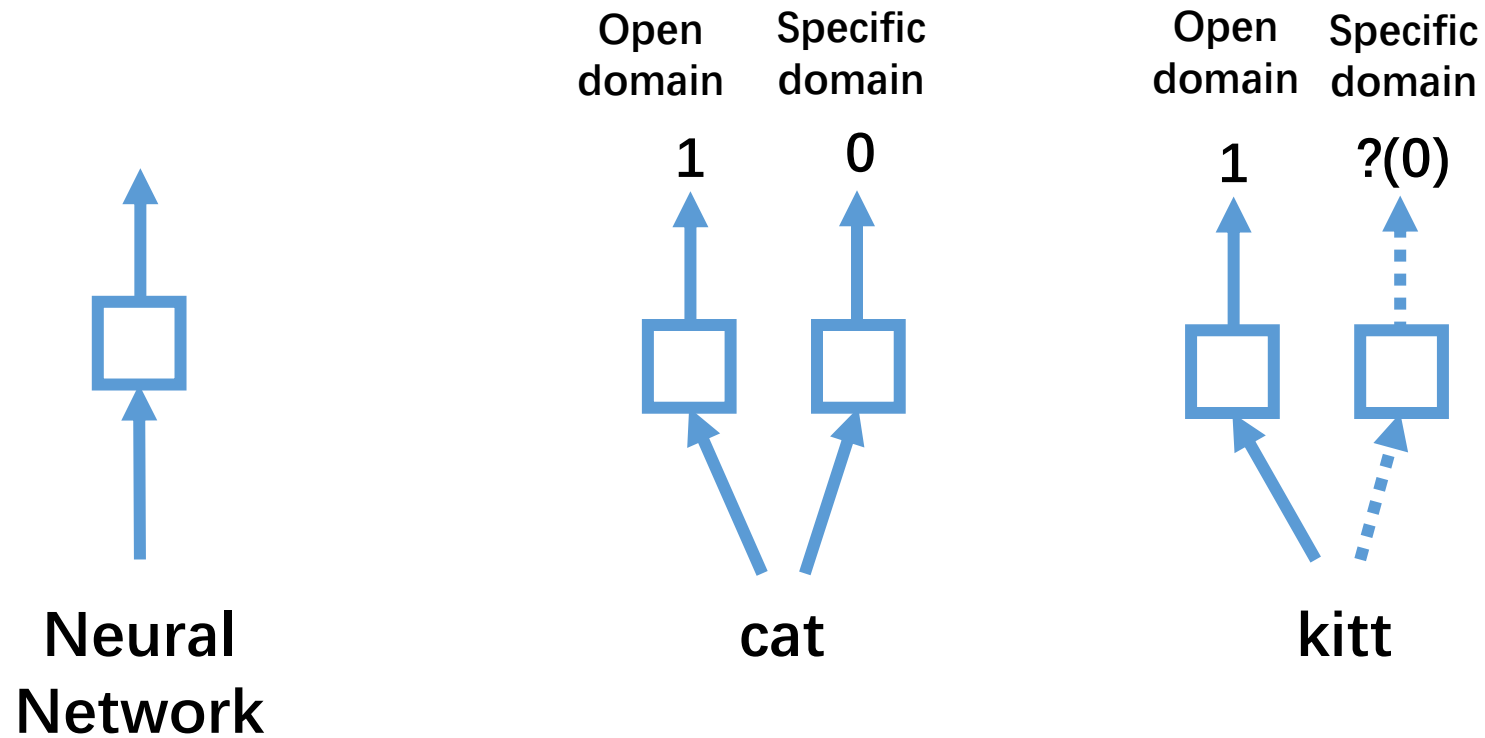 Open
domain
Specific
domain
Open
domain
Specific
domain
1
0
1
?(0)
Neural
Network
cat
kitt